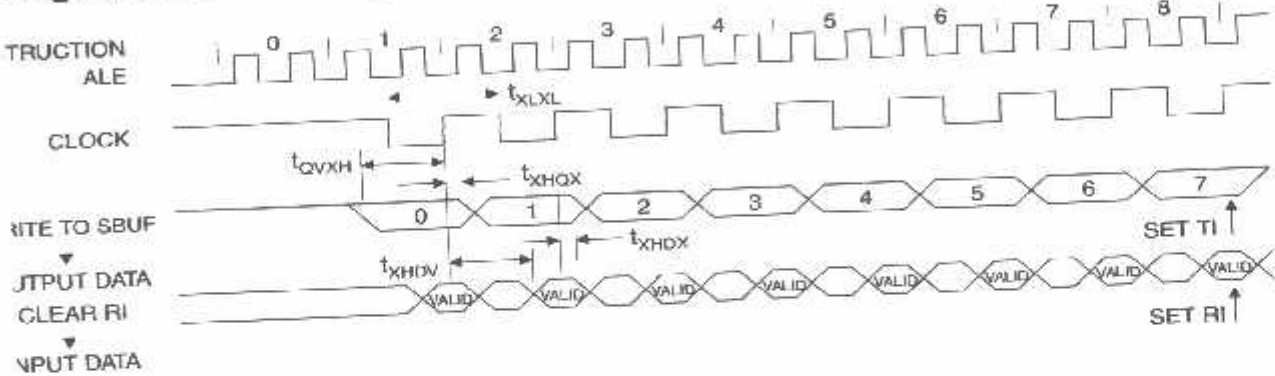 0 1 2 3 4 5 6 7 8
TRUCTION
ALE
tXLXL
CLOCK
tQVXH
tXHQX
0 1 2 3 4 5 6 7
RITE TO SBUF
SET TI
tXHDX
tXHDV
UTPUT DATA
VALID VALID VALID VALID VALID VALID VALID VALID
CLEAR RI
SET RI
NPUT DATA